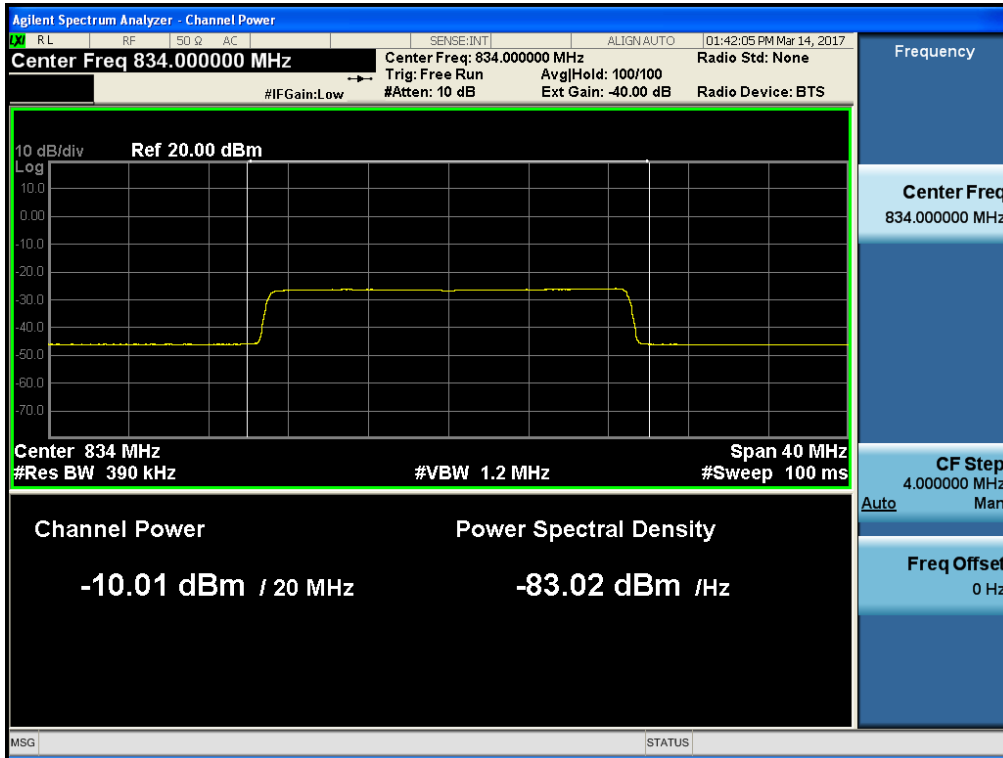 Agilent Spectrum Analyzer - Channel Power
LXI RL RF 50 Ω AC SENSE:INT ALIGN AUTO 01:42:05 PM Mar 14, 2017
Center Freq 834.000000 MHz
Center Freq: 834.000000 MHz Radio Std: None
Trig: Free Run Avg|Hold: 100/100
#IFGain:Low #Atten: 10 dB Ext Gain: -40.00 dB Radio Device: BTS
10 dB/div Ref 20.00 dBm
Log
10.0
0.00
-10.0
-20.0
-30.0
-40.0
-50.0
-60.0
-70.0
Center 834 MHz Span 40 MHz
#Res BW 390 kHz #VBW 1.2 MHz #Sweep 100 ms
Channel Power Power Spectral Density
-10.01 dBm / 20 MHz -83.02 dBm /Hz
Frequency
Center Freq
834.000000 MHz
CF Step
4.000000 MHz
Auto Man
Freq Offset
0 Hz
MSG STATUS